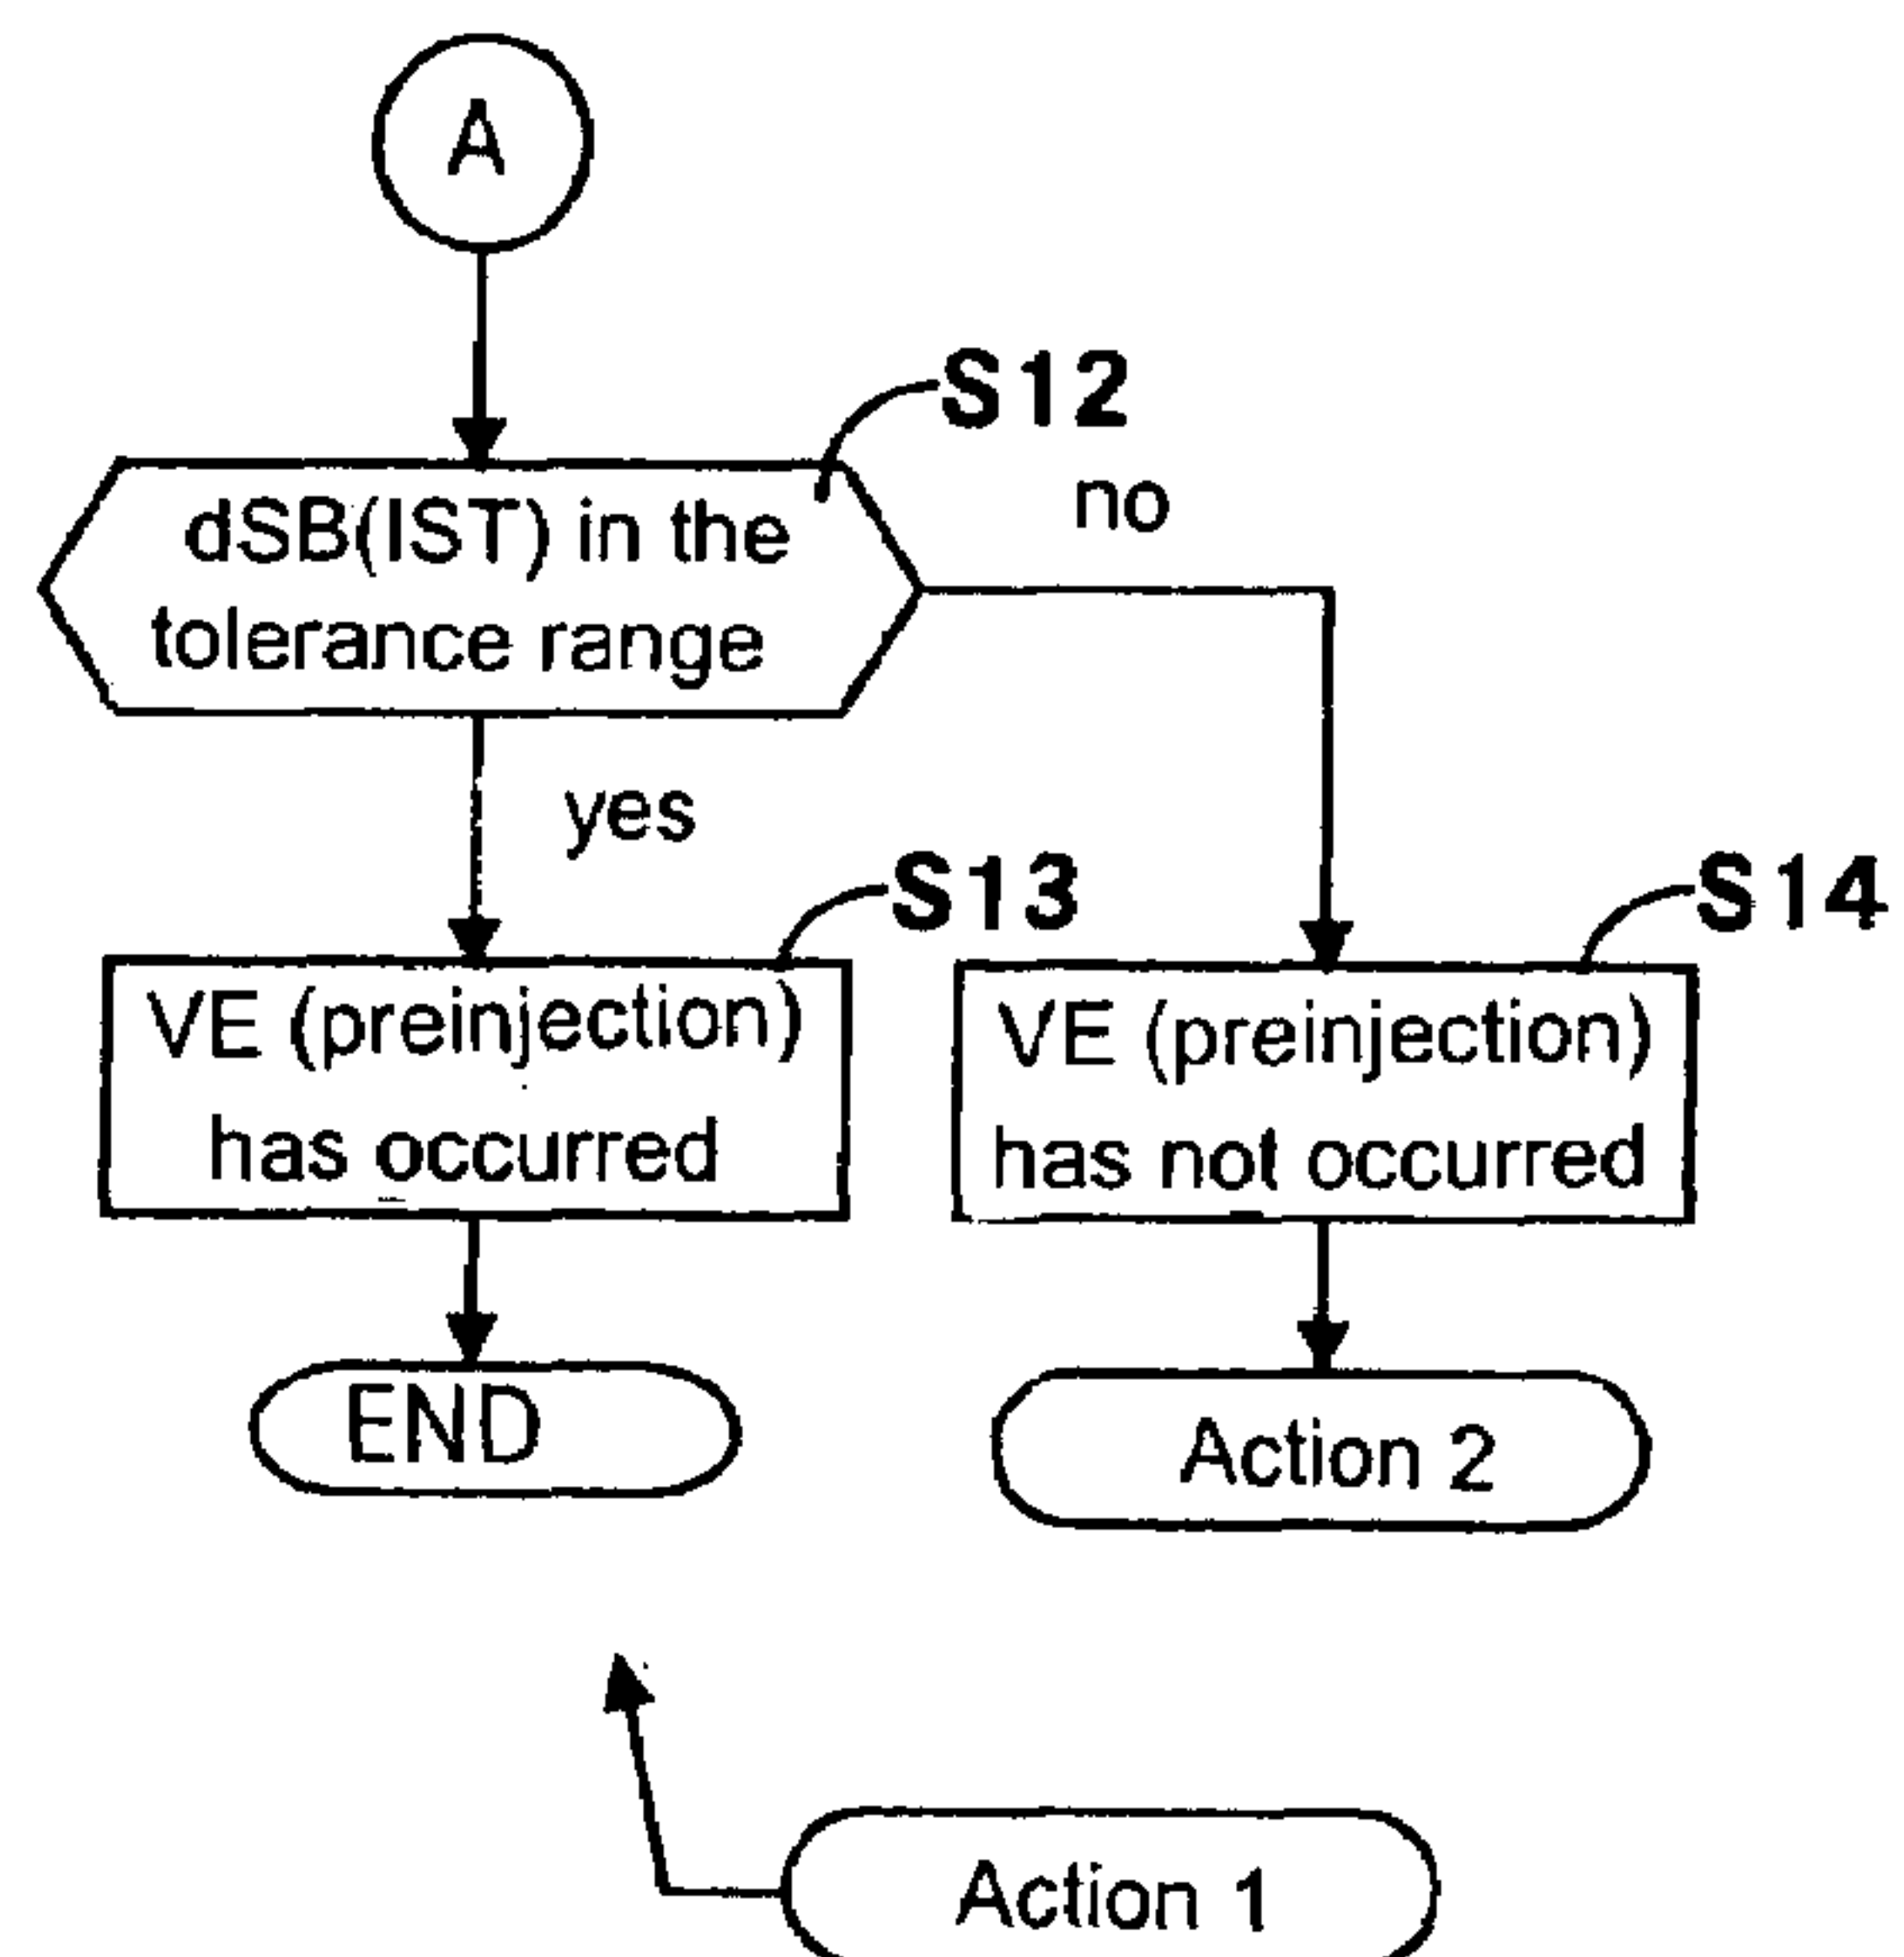 A
S12
dSB(IST) in the
tolerance range
no
yes
S13
S14
VE (preinjection)
has occurred
VE (preinjection)
has not occurred
END
Action 2
Action 1